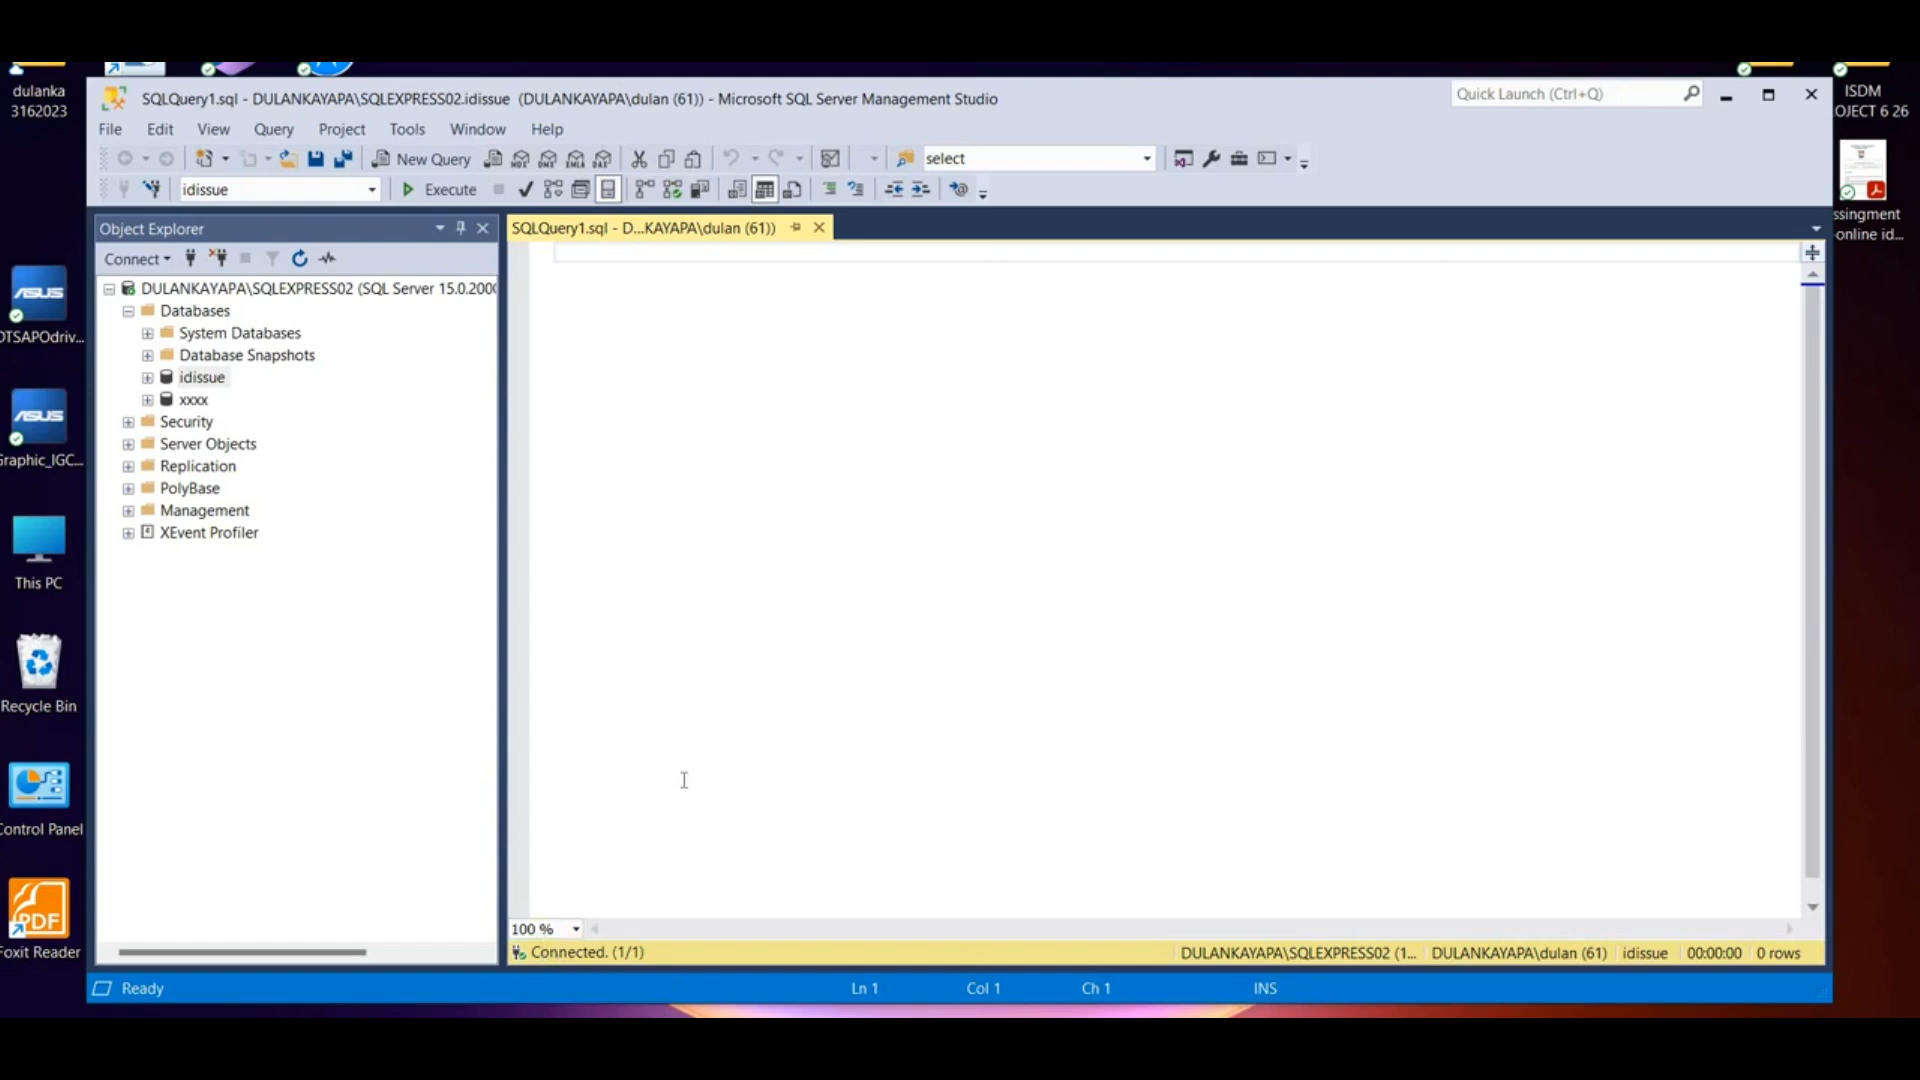 dulanka
3162023
ISDM
OJECT 6 26
SQLQuery1.sql - DULANKAYAPA\SQLEXPRESS02.idissue (DULANKAYAPA\dulan (61)) - Microsoft SQL Server Management Studio
Quick Launch (Ctrl+Q)
File Edit View Query Project Tools Window Help
New Query
select
idissue
Execute
ssingment
online id...
Object Explorer
SQLQuery1.sql - D...KAYAPA\dulan (61))
Connect
DULANKAYAPA\SQLEXPRESS02 (SQL Server 15.0.200
Databases
System Databases
Database Snapshots
idissue
xxxx
Security
Server Objects
Replication
PolyBase
Management
XEvent Profiler
ASUS
DTSAPOdriv...
ASUS
Graphic_IGC...
This PC
Recycle Bin
Control Panel
PDF
Foxit Reader
100 %
Connected. (1/1)
DULANKAYAPA\SQLEXPRESS02 (1... DULANKAYAPA\dulan (61) idissue 00:00:00 0 rows
Ready
Ln 1 Col 1 Ch 1 INS